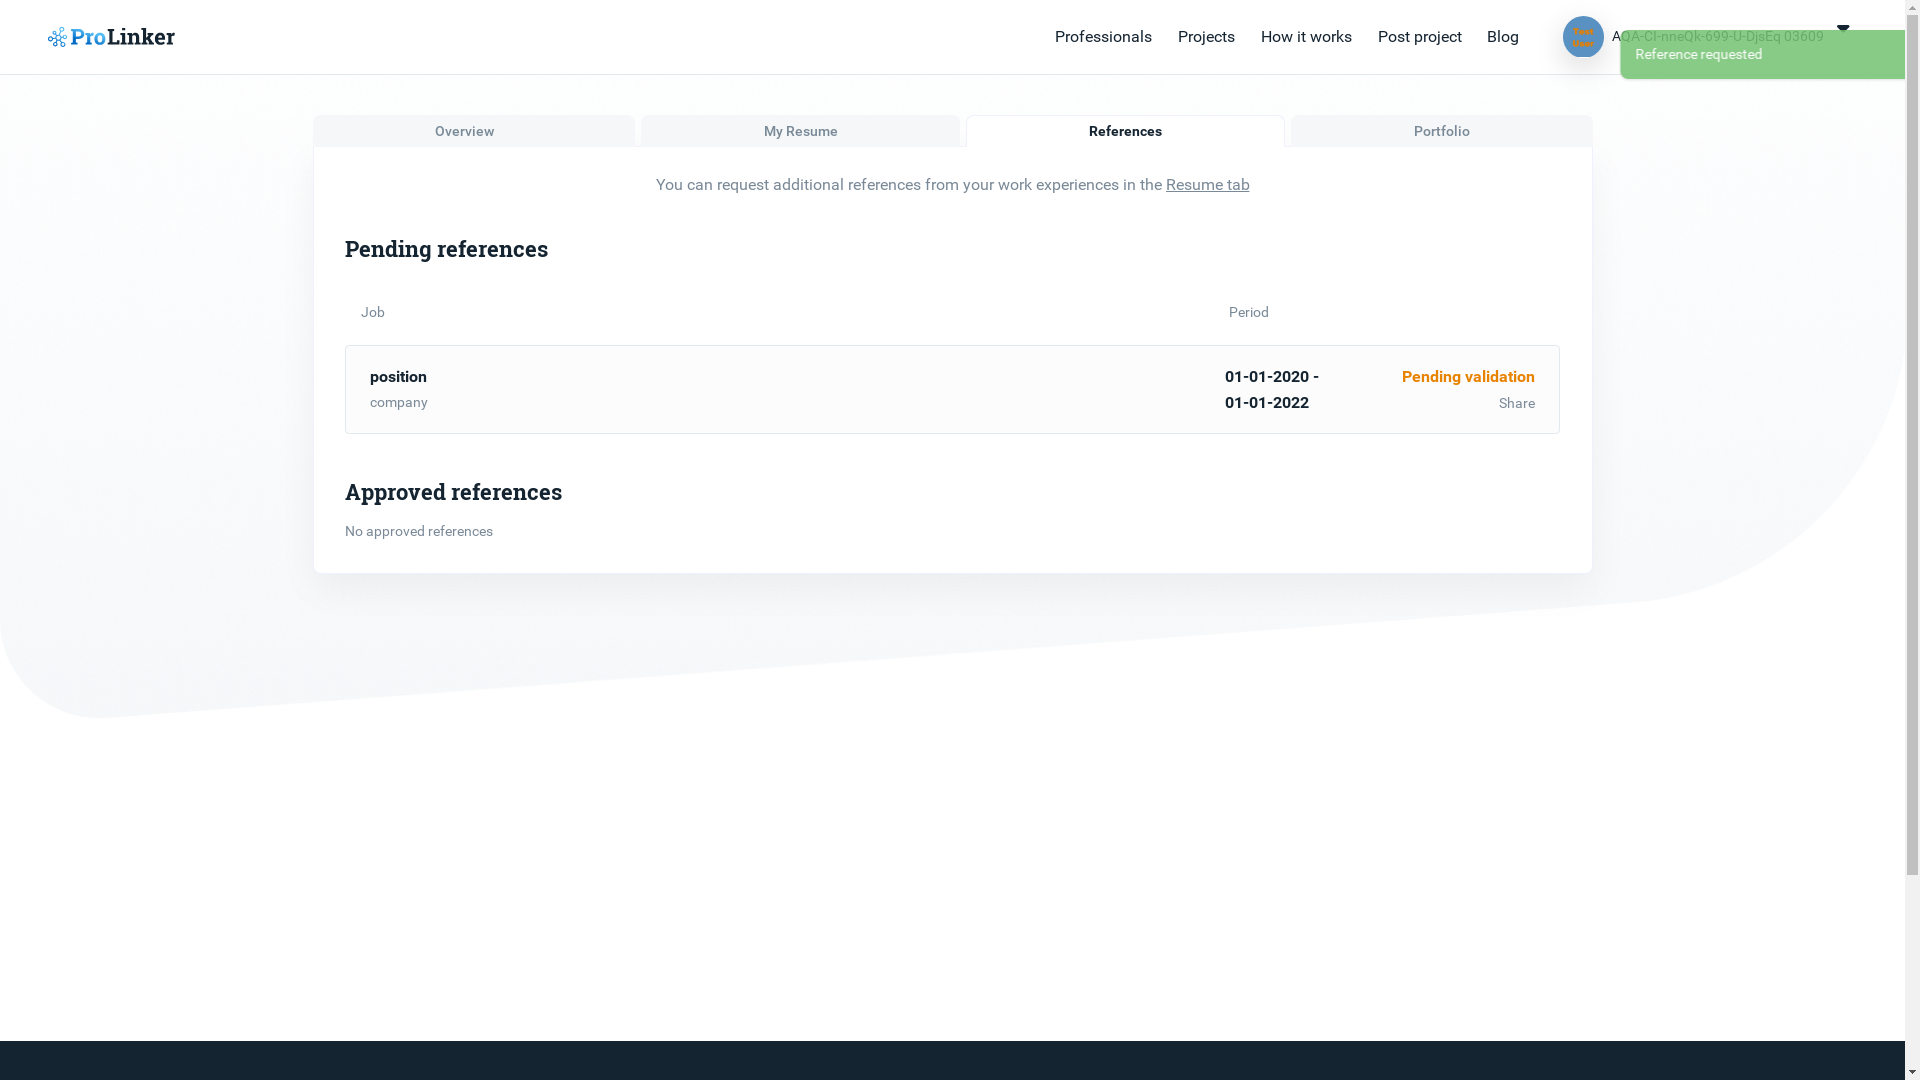 ProLinker
Professionals
Projects
How it works
Post project
Blog
Test
User
AQA-CI-nneQk-699-U-DjsEq 03609
Reference requested
Overview
My Resume
References
Portfolio
You can request additional references from your work experiences in the Resume tab
Pending references
Job
Period
position
company
01-01-2020 -
01-01-2022
Pending validation
Share
Approved references
No approved references